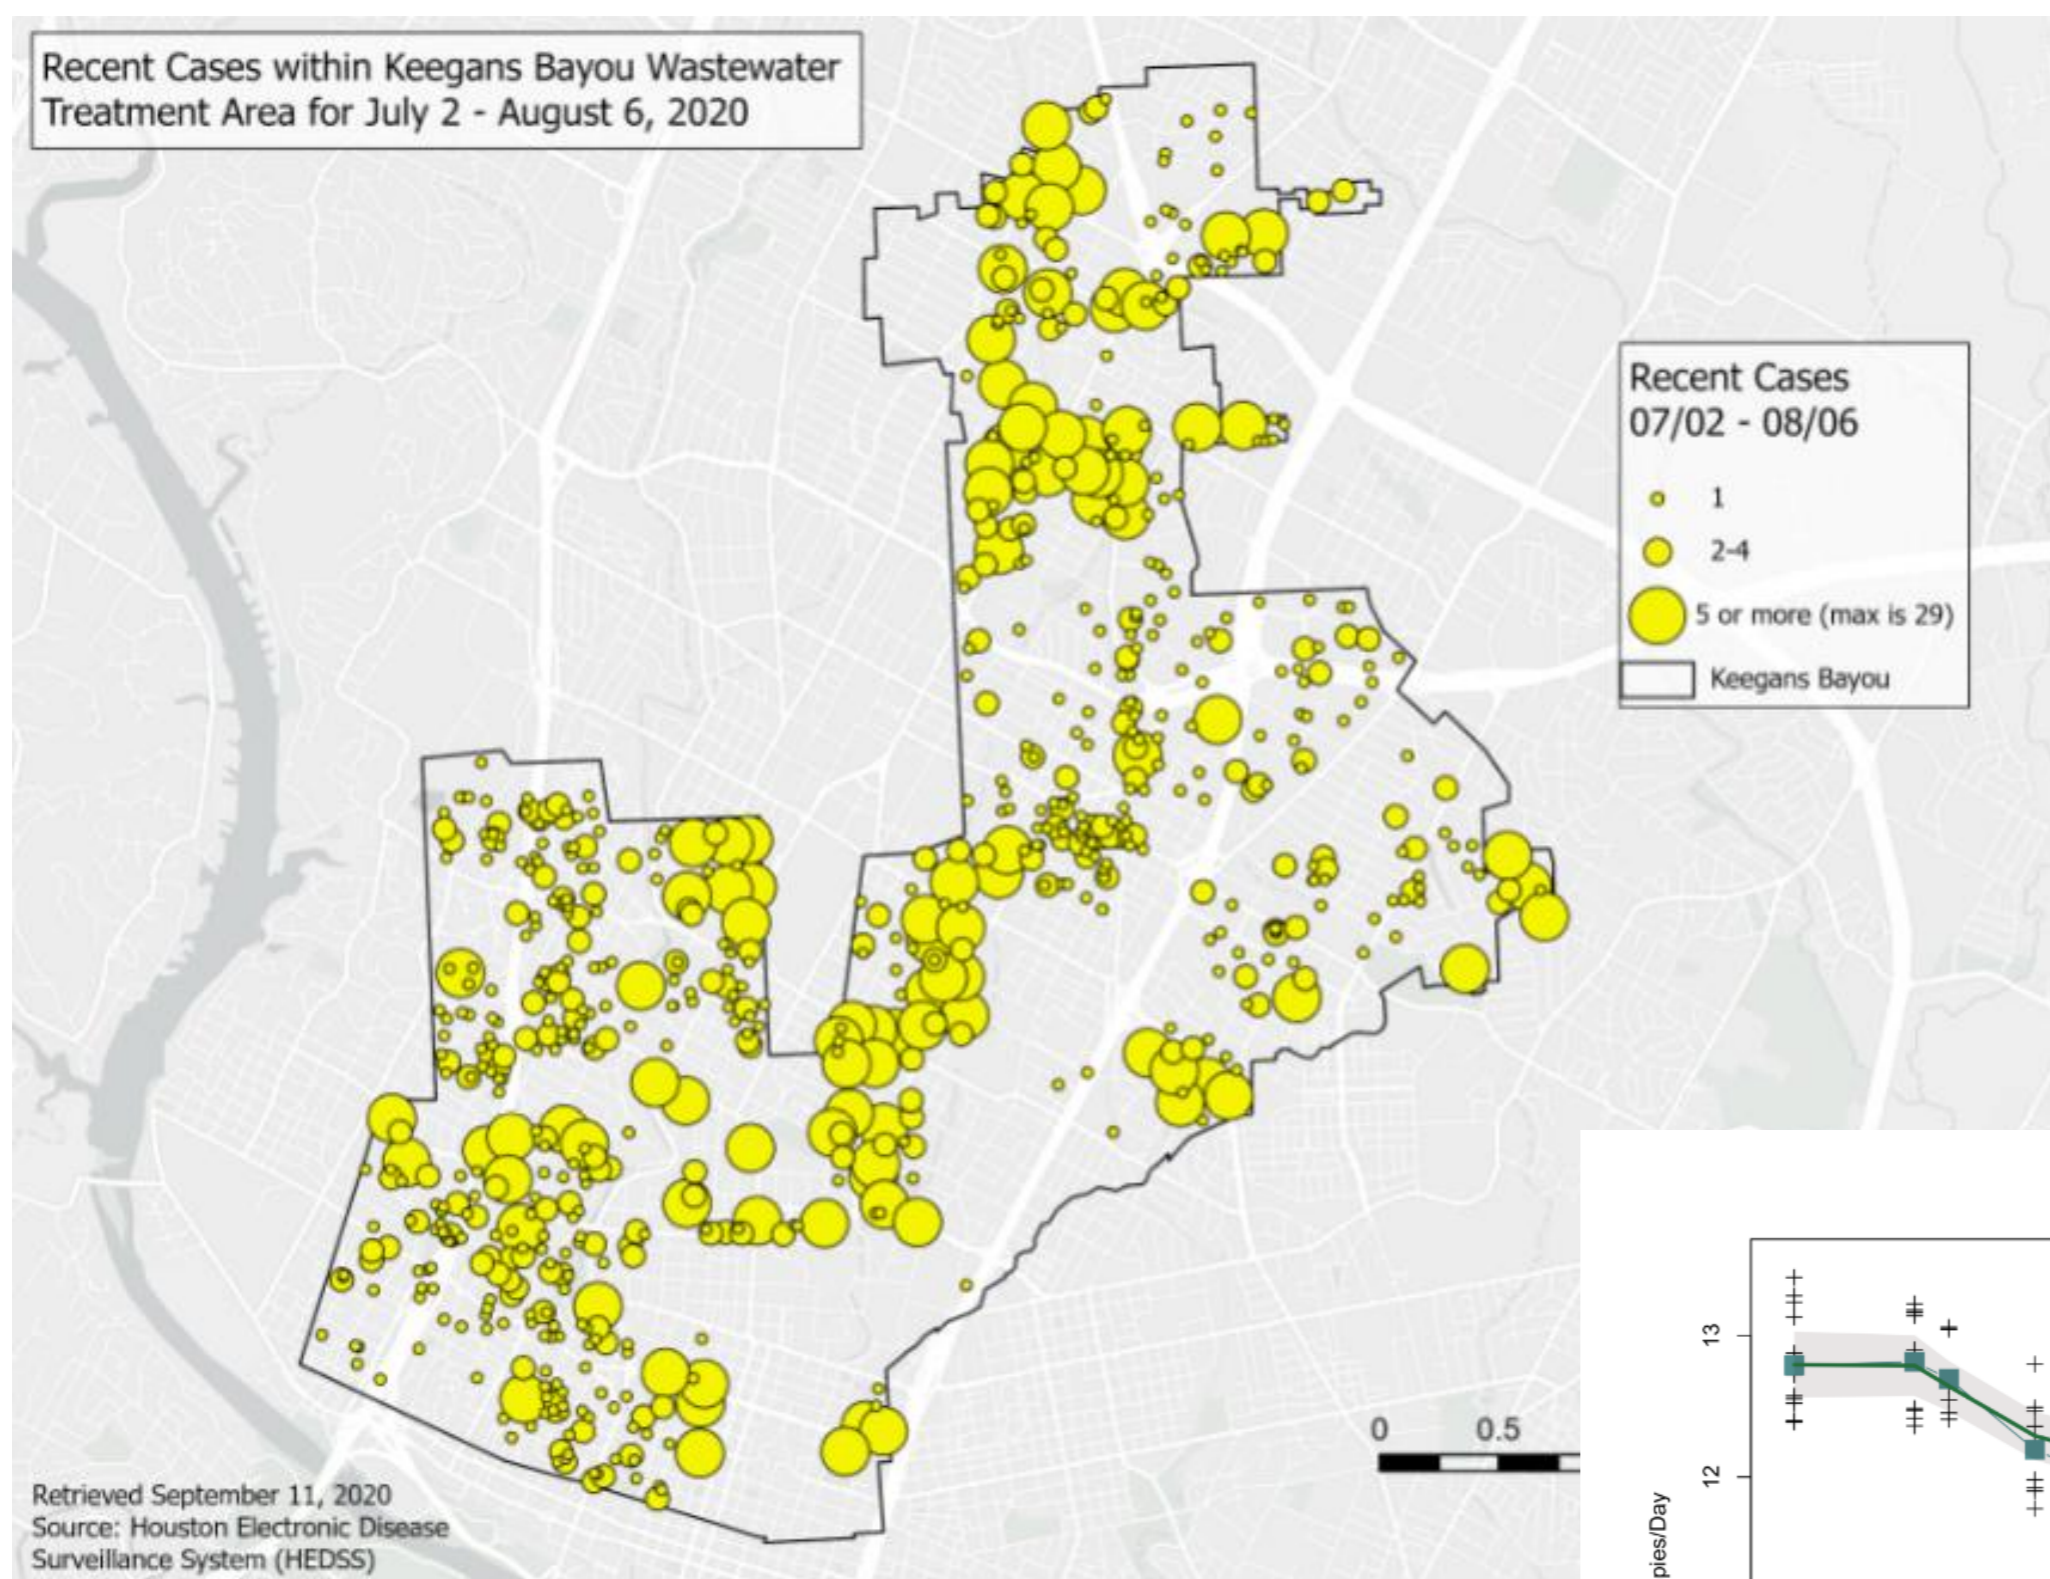 Recent Cases within Keegans Bayou Wastewater
Treatment Area for July 2 - August 6, 2020
Recent Cases
07/02 - 08/06
1
2-4
5 or more (max is 29)
Keegans Bayou
0 0.5
Retrieved September 11, 2020
Source: Houston Electronic Disease
Surveillance System (HEDSS)
13
12
pies/Day